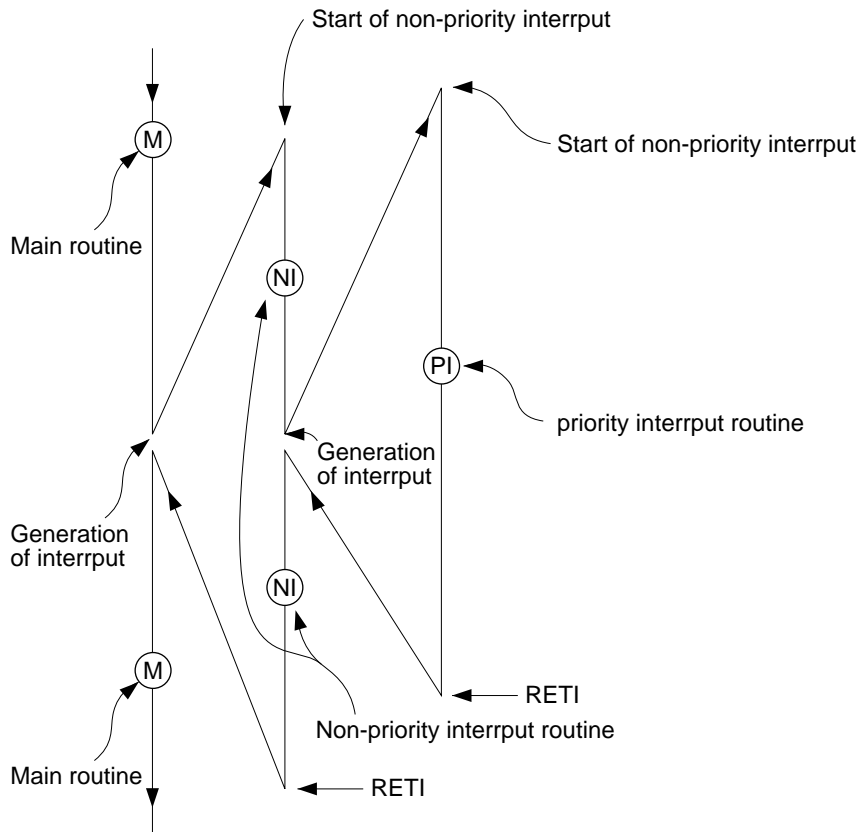 Start of non-priority interrput
M
Start of non-priority interrput
Main routine
NI
PI
priority interrput routine
Generation
of interrput
Generation
of interrput
NI
M
RETI
Non-priority interrput routine
Main routine
RETI